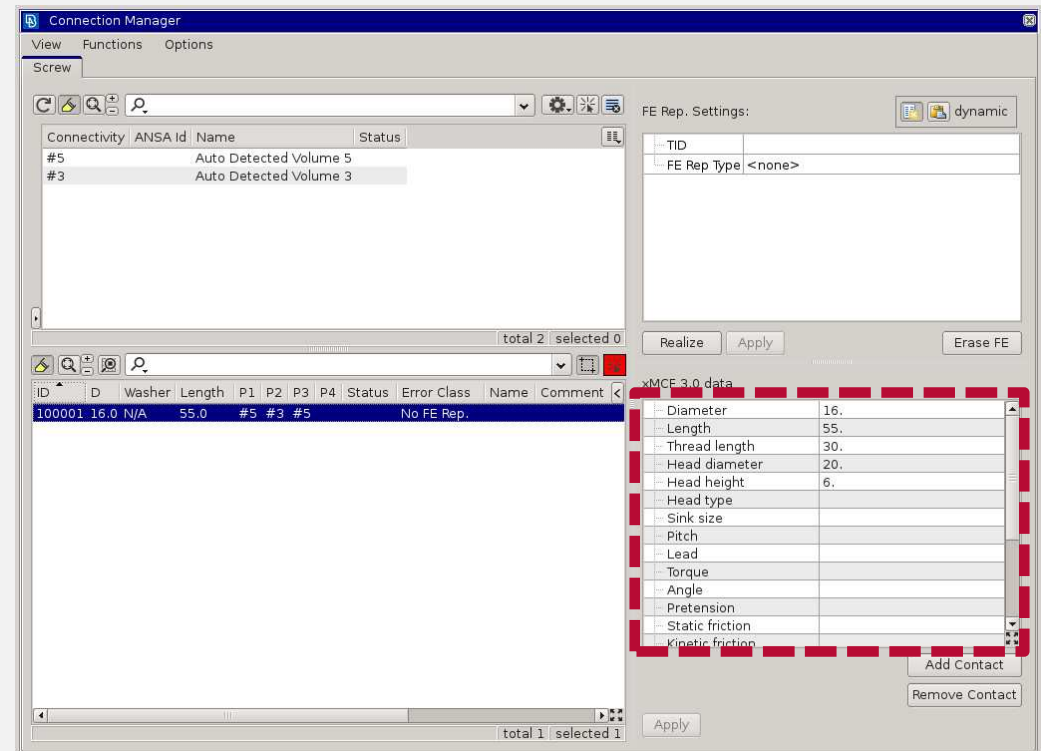 Connection Manager
View Functions Options
Screw
Connectivity ANSA Id Name Status
#5 Auto Detected Volume 5
#3 Auto Detected Volume 3
total 2 selected 0
ID D Washer Length P1 P2 P3 P4 Status Error Class Name Comment
100001 16.0 N/A 55.0 #5 #3 #5 No FE Rep.
total 1 selected 1
FE Rep. Settings: dynamic
TID
FE Rep Type <none>
Realize Apply Erase FE
xMCF 3.0 data
Diameter 16.
Length 55.
Thread length 30.
Head diameter 20.
Head height 6.
Head type
Sink size
Pitch
Lead
Torque
Angle
Pretension
Static friction
Kinetic friction
Add Contact
Remove Contact
Apply